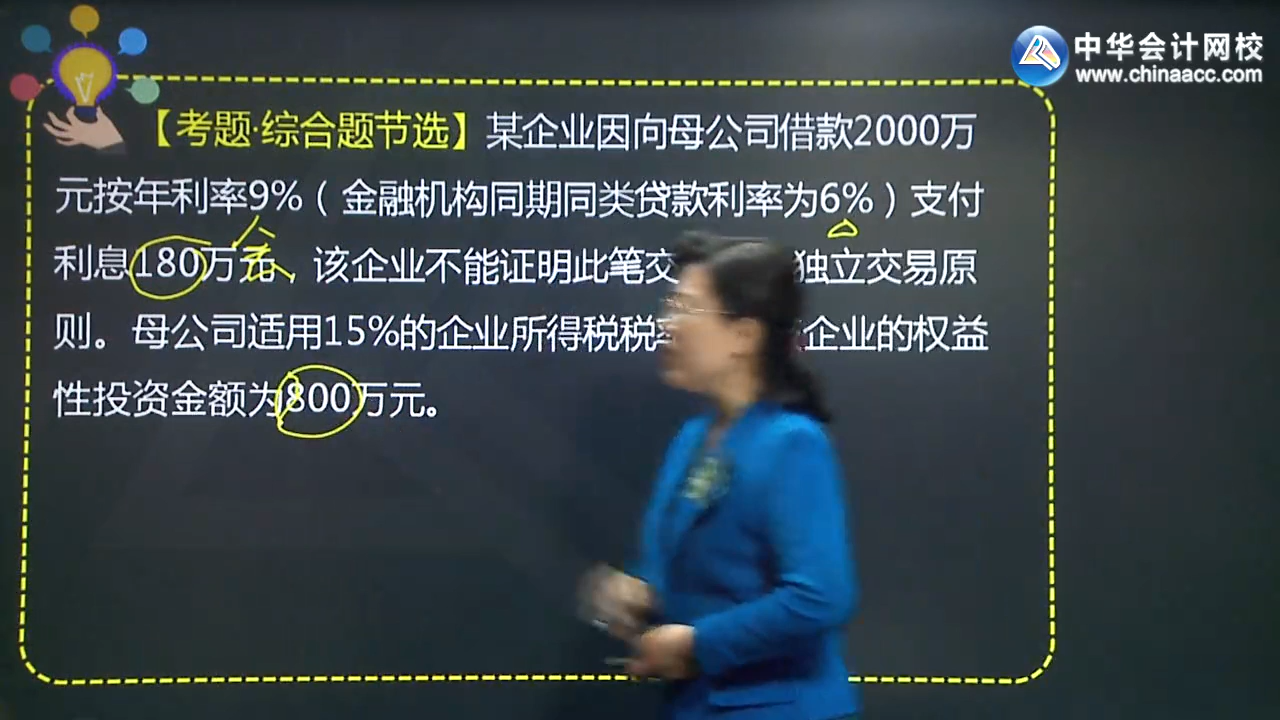 中华会计网校
www.chinaacc.com
【考题·综合题节选】某企业因向母公司借款2000万
元按年利率9%（金融机构同期同类贷款利率为6%）支付
利息180万元，该企业不能证明此笔交 独立交易原
则。母公司适用15%的企业所得税税 企业的权益
性投资金额为800万元。